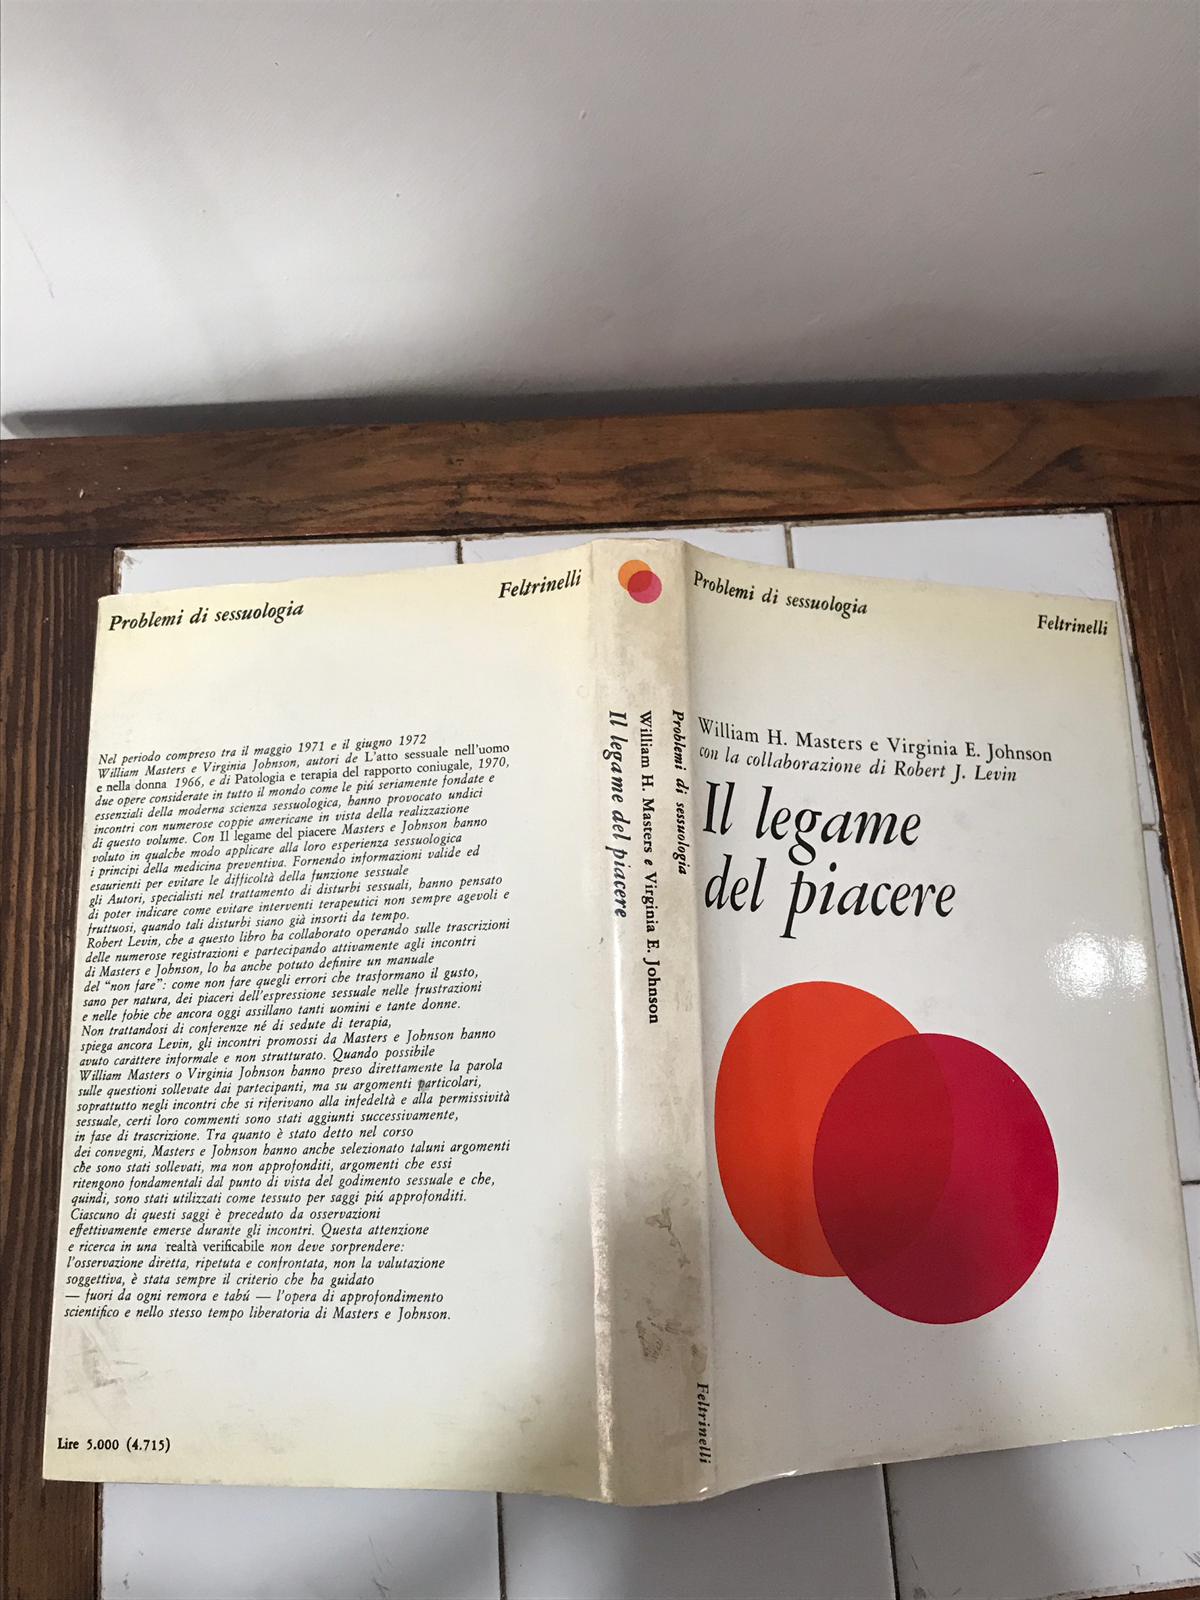 Problemi di sessuologia
Feltrinelli
Nel periodo compreso tra il maggio 1971 e il giugno 1972
William Masters e Virginia Johnson, autori de L'atto sessuale nell'uomo
e nella donna 1966, e di Patologia e terapia del rapporto coniugale, 1970,
due opere considerate in tutto il mondo come le piú seriamente fondate e
essenziali della moderna scienza sessuologica, hanno provocato undici
incontri con numerose coppie americane in vista della realizzazione
di questo volume. Con Il legame del piacere Masters e Johnson hanno
voluto in qualche modo applicare alla loro esperienza sessuologica
i principi della medicina preventiva. Fornendo informazioni valide ed
esaurienti per evitare le difficoltà della funzione sessuale
gli Autori, specialisti nel trattamento di disturbi sessuali, hanno pensato
di poter indicare come evitare interventi terapeutici non sempre agevoli e
fruttuosi, quando tali disturbi siano già insorti da tempo.
Robert Levin, che a questo libro ha collaborato operando sulle trascrizioni
delle numerose registrazioni e partecipando attivamente agli incontri
di Masters e Johnson, lo ha anche potuto definire un manuale
del "non fare": come non fare quegli errori che trasformano il gusto,
sano per natura, dei piaceri dell'espressione sessuale nelle frustrazioni
e nelle fobie che ancora oggi assillano tanti uomini e tante donne.
Non trattandosi di conferenze né di sedute di terapia,
spiega ancora Levin, gli incontri promossi da Masters e Johnson hanno
avuto caràttere informale e non strutturato. Quando possibile
William Masters o Virginia Johnson hanno preso direttamente la parola
sulle questioni sollevate dai partecipanti, ma su argomenti particolari,
soprattutto negli incontri che si riferivano alla infedeltà e alla permissività
sessuale, certi loro commenti sono stati aggiunti successivamente,
in fase di trascrizione. Tra quanto è stato detto nel corso
dei convegni, Masters e Johnson hanno anche selezionato taluni argomenti
che sono stati sollevati, ma non approfonditi, argomenti che essi
ritengono fondamentali dal punto di vista del godimento sessuale e che,
quindi, sono stati utilizzati come tessuto per saggi piú approfonditi.
Ciascuno di questi saggi è preceduto da osservazioni
effettivamente emerse durante gli incontri. Questa attenzione
e ricerca in una realtà verificabile non deve sorprendere:
l'osservazione diretta, ripetuta e confrontata, non la valutazione
soggettiva, è stata sempre il criterio che ha guidato
— fuori da ogni remora e tabú — l'opera di approfondimento
scientifico e nello stesso tempo liberatoria di Masters e Johnson.
Lire 5.000 (4.715)
Problemi di sessuologia
William H. Masters e Virginia E. Johnson
Il legame del piacere
Feltrinelli
Problemi di sessuologia
Feltrinelli
William H. Masters e Virginia E. Johnson
con la collaborazione di Robert J. Levin
Il legame
del piacere